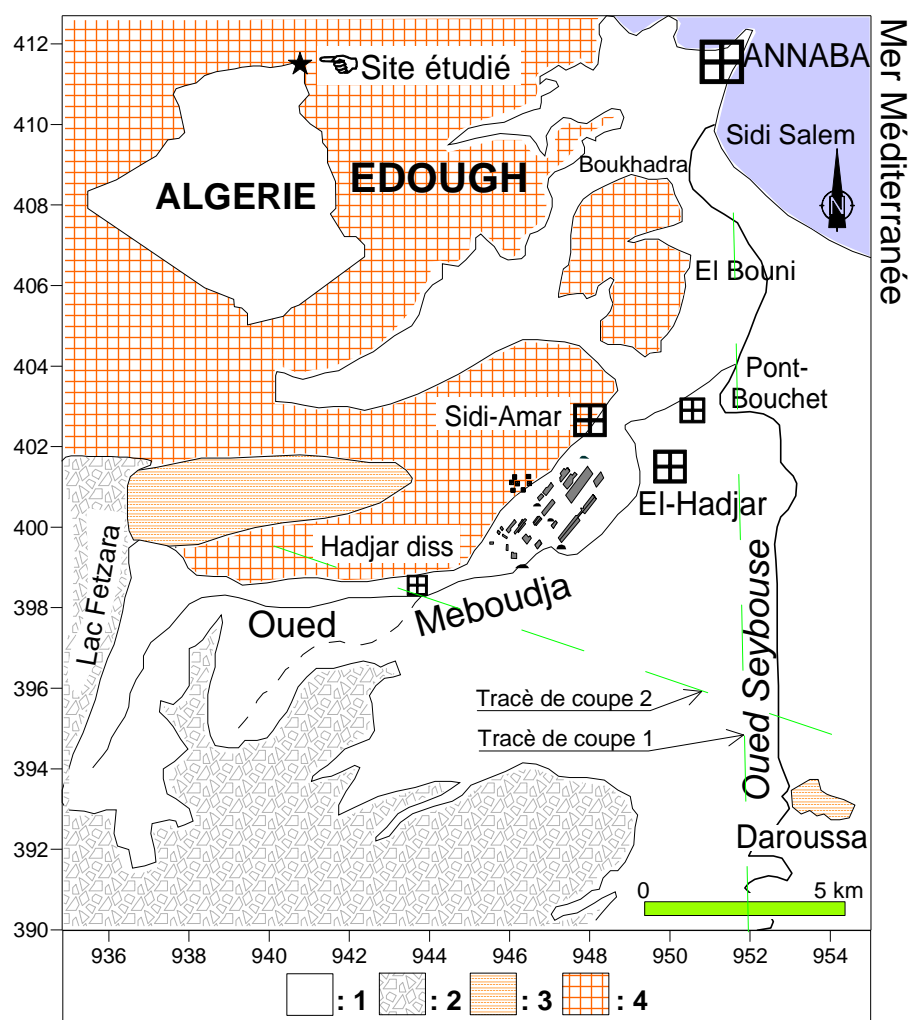 412
410
408
406
404
402
400
398
396
394
392
390
936
938
940
942
944
946
948
950
952
954
Site étudié
ALGERIE
EDOUGH
ANNABA
Sidi Salem
Boukhadra
N
El Bouni
Mer Méditerranée
Pont-
Bouchet
Sidi-Amar
El-Hadjar
Hadjar diss
Lac Fetzara
Oued
Meboudja
Oued Seyqonse
Tracè de coupe 2
Tracè de coupe 1
Daroussa
0
5 km
: 1
: 2
: 3
: 4